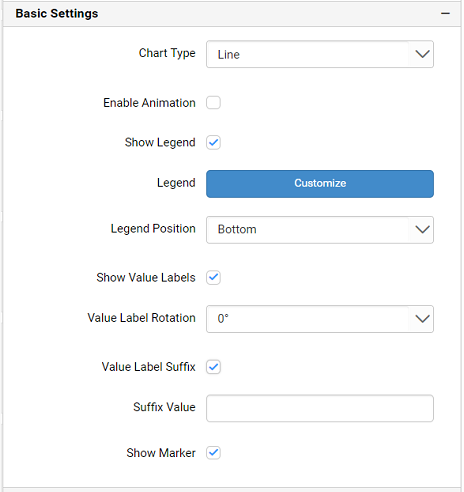 Basic Settings
Chart Type Line
Enable Animation
Show Legend
Legend Customize
Legend Position Bottom
Show Value Labels
Value Label Rotation 0°
Value Label Suffix
Suffix Value
Show Marker